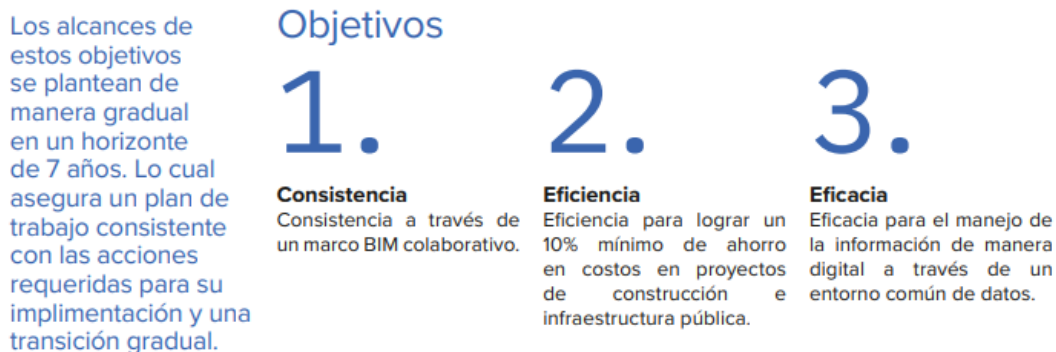 Los alcances de
estos objetivos
se plantean de
manera gradual
en un horizonte
de 7 años. Lo cual
asegura un plan de
trabajo consistente
con las acciones
requeridas para su
implimentación y una
transición gradual.
Objetivos
1.
Consistencia
Consistencia a través de
un marco BIM colaborativo.
2.
Eficiencia
Eficiencia para lograr un
10% mínimo de ahorro
en costos en proyectos
de construcción e
infraestructura pública.
3.
Eficacia
Eficacia para el manejo de
la información de manera
digital a través de un
entorno común de datos.